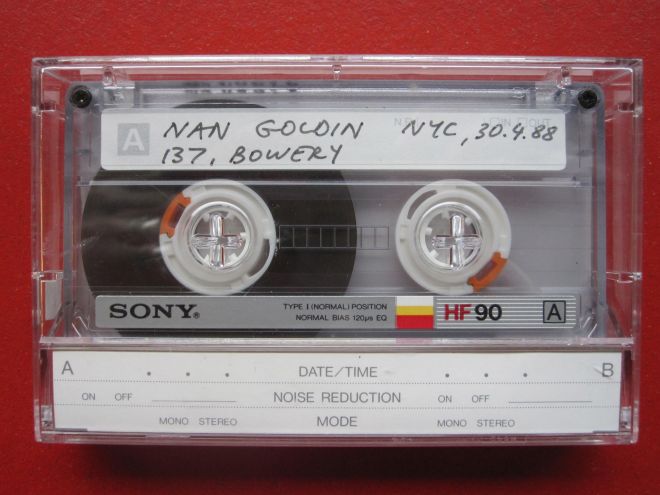 A NAN GOLDIN NYC, 30.4.88
137, BOWERY
SONY® TYPE I (NORMAL) POSITION HF 90 A
NORMAL BIAS 120µs EQ
A DATE/TIME B
ON OFF NOISE REDUCTION ON OFF
MONO STEREO MODE MONO STEREO